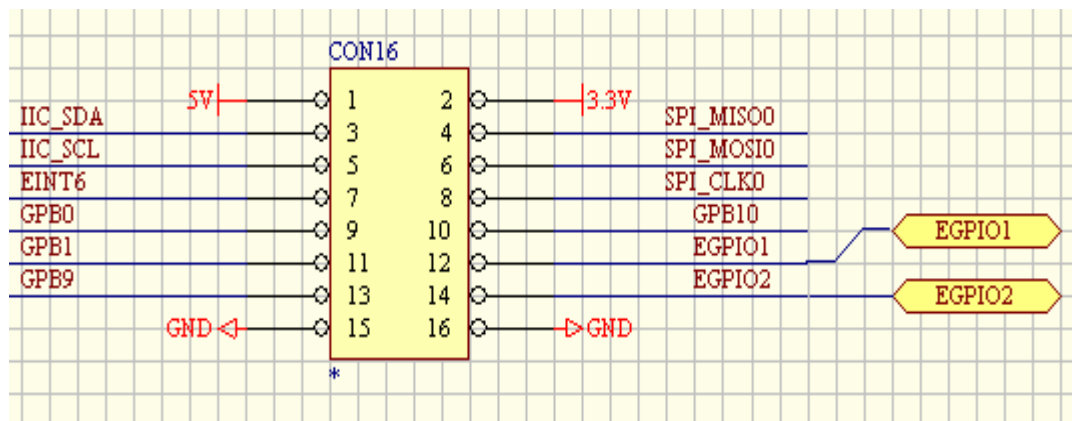 CON16
5V 1 2 3.3V
IIC_SDA 3 4 SPI_MISO0
IIC_SCL 5 6 SPI_MOSI0
EINT6 7 8 SPI_CLK0
GPB0 9 10 GPB10
GPB1 11 12 EGPIO1 EGPIO1
GPB9 13 14 EGPIO2 EGPIO2
GND 15 16 GND
*